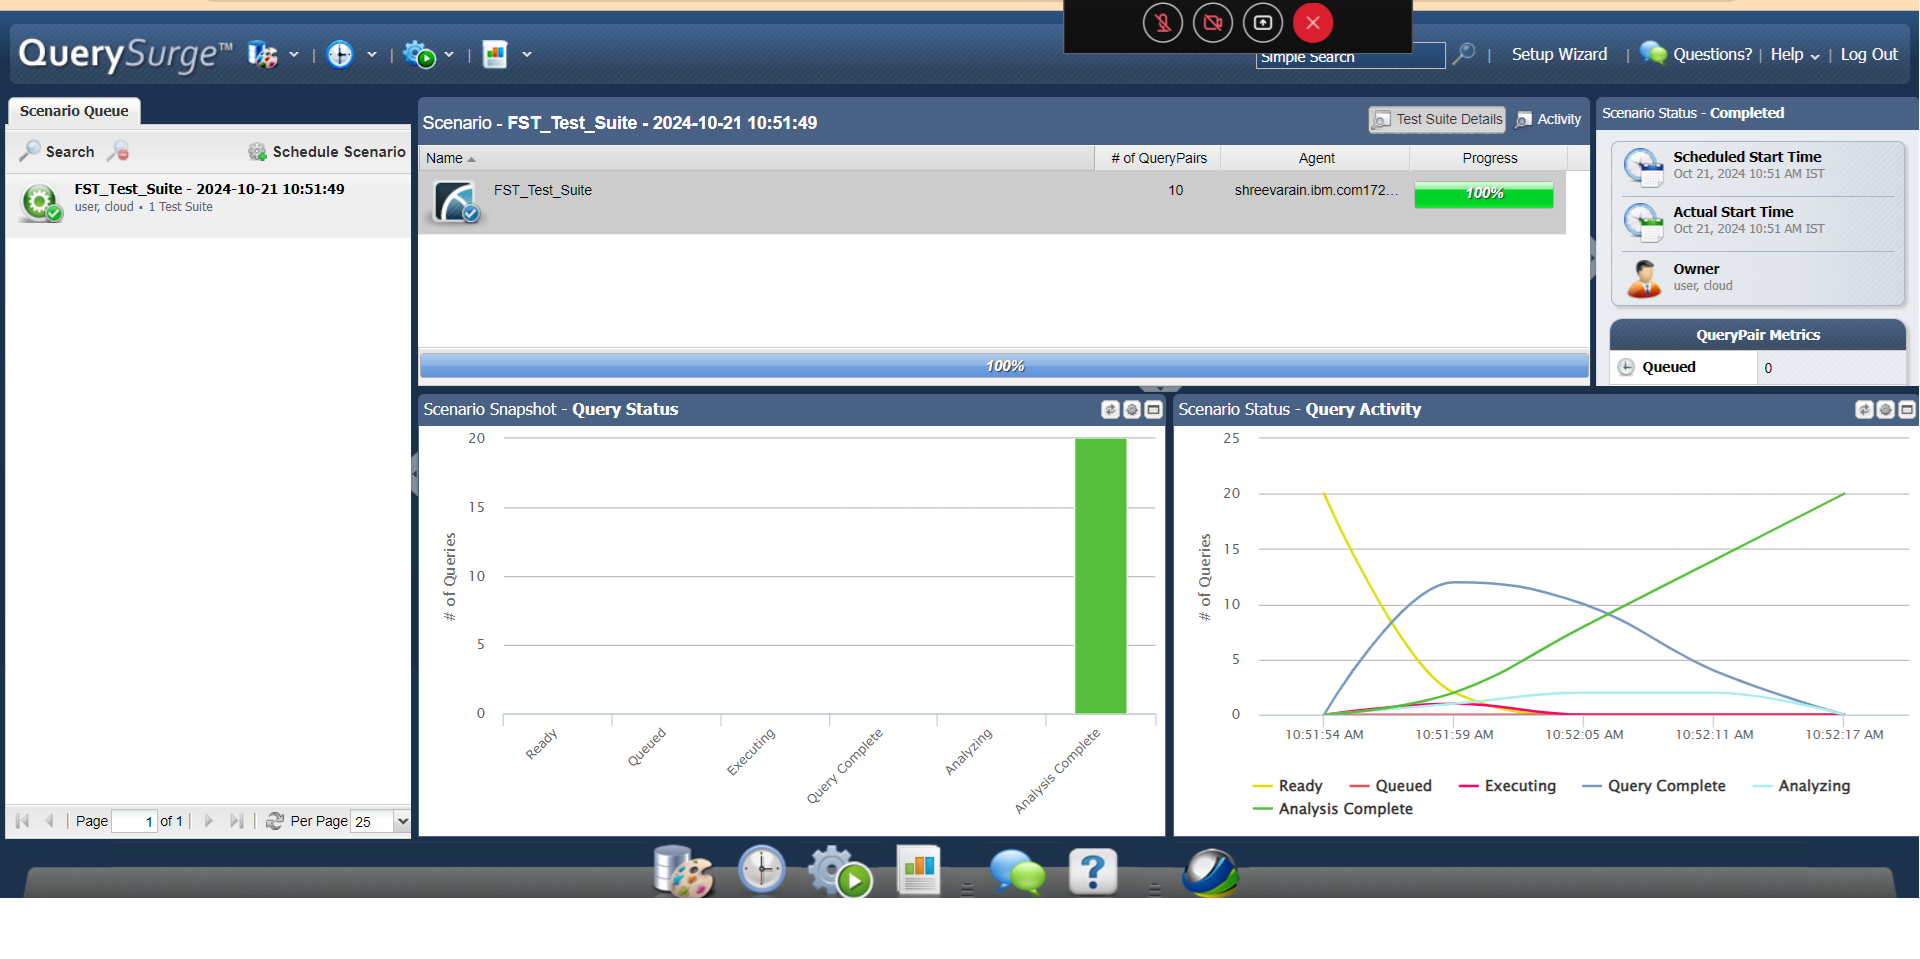 QuerySurge™
Simple Search
Setup Wizard
Questions?
Help
Log Out
Scenario Queue
Search
Schedule Scenario
FST_Test_Suite - 2024-10-21 10:51:49
user, cloud • 1 Test Suite
Page 1 of 1
Per Page 25
Scenario - FST_Test_Suite - 2024-10-21 10:51:49
Test Suite Details
Activity
Name # of QueryPairs Agent Progress
FST_Test_Suite 10 shreevarain.ibm.com172... 100%
100%
Scenario Status - Completed
Scheduled Start Time
Oct 21, 2024 10:51 AM IST
Actual Start Time
Oct 21, 2024 10:51 AM IST
Owner
user, cloud
QueryPair Metrics
Queued 0
Scenario Snapshot - Query Status
20
15
10
5
0
# of Queries
Ready
Queued
Executing
Query Complete
Analyzing
Analysis Complete
Scenario Status - Query Activity
25
20
15
10
5
0
# of Queries
10:51:54 AM 10:51:59 AM 10:52:05 AM 10:52:11 AM 10:52:17 AM
Ready Queued Executing Query Complete Analyzing
Analysis Complete
?